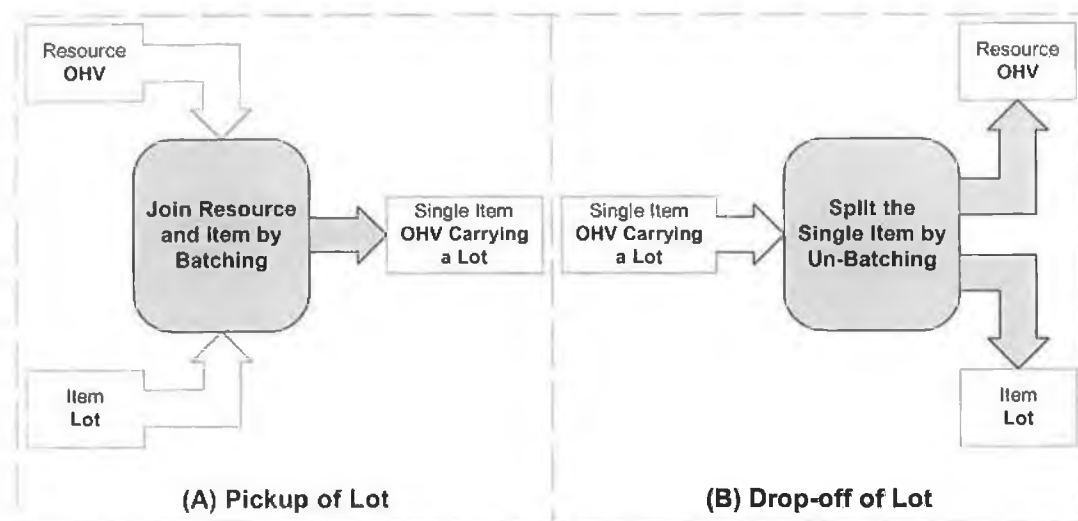 Resource
OHV
Join Resource
and Item by
Batching
Single Item
OHV Carrying
a Lot
Item
Lot
(A) Pickup of Lot
Single Item
OHV Carrying
a Lot
Split the
Single Item by
Un-Batching
Resource
OHV
Item
Lot
(B) Drop-off of Lot